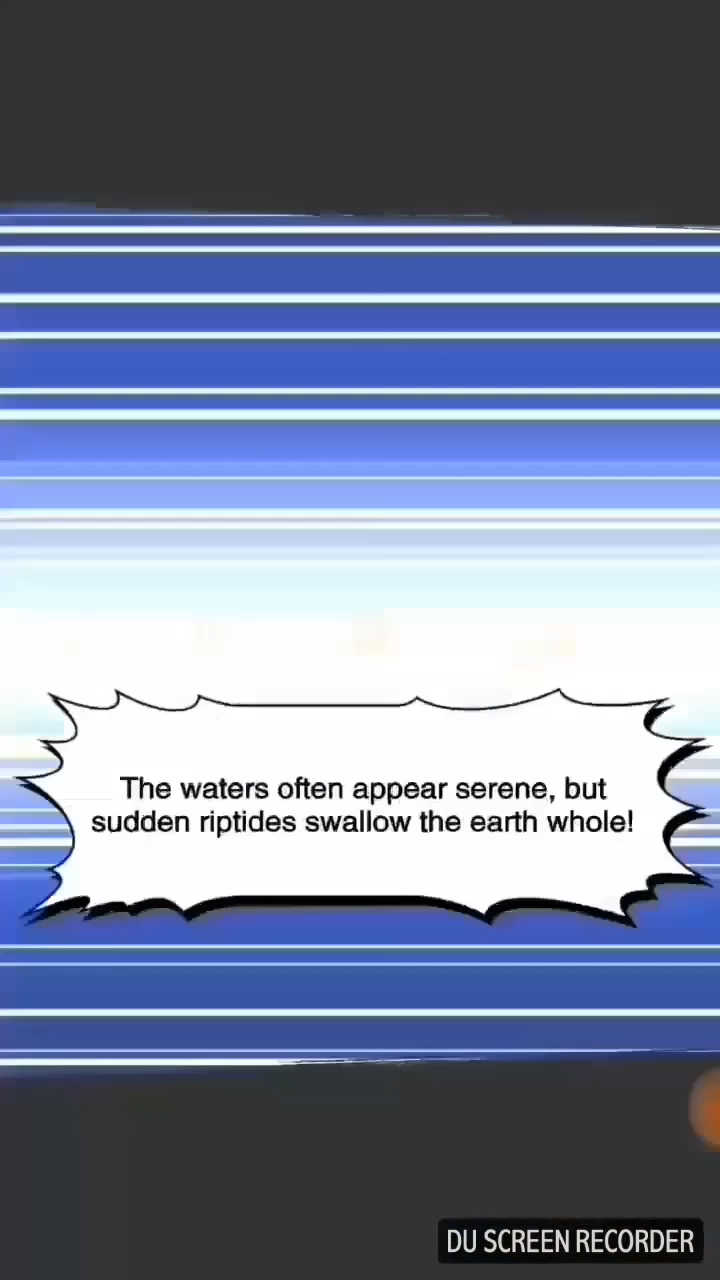 The waters often appear serene, but
sudden riptides swallow the earth whole!
DU SCREEN RECORDER